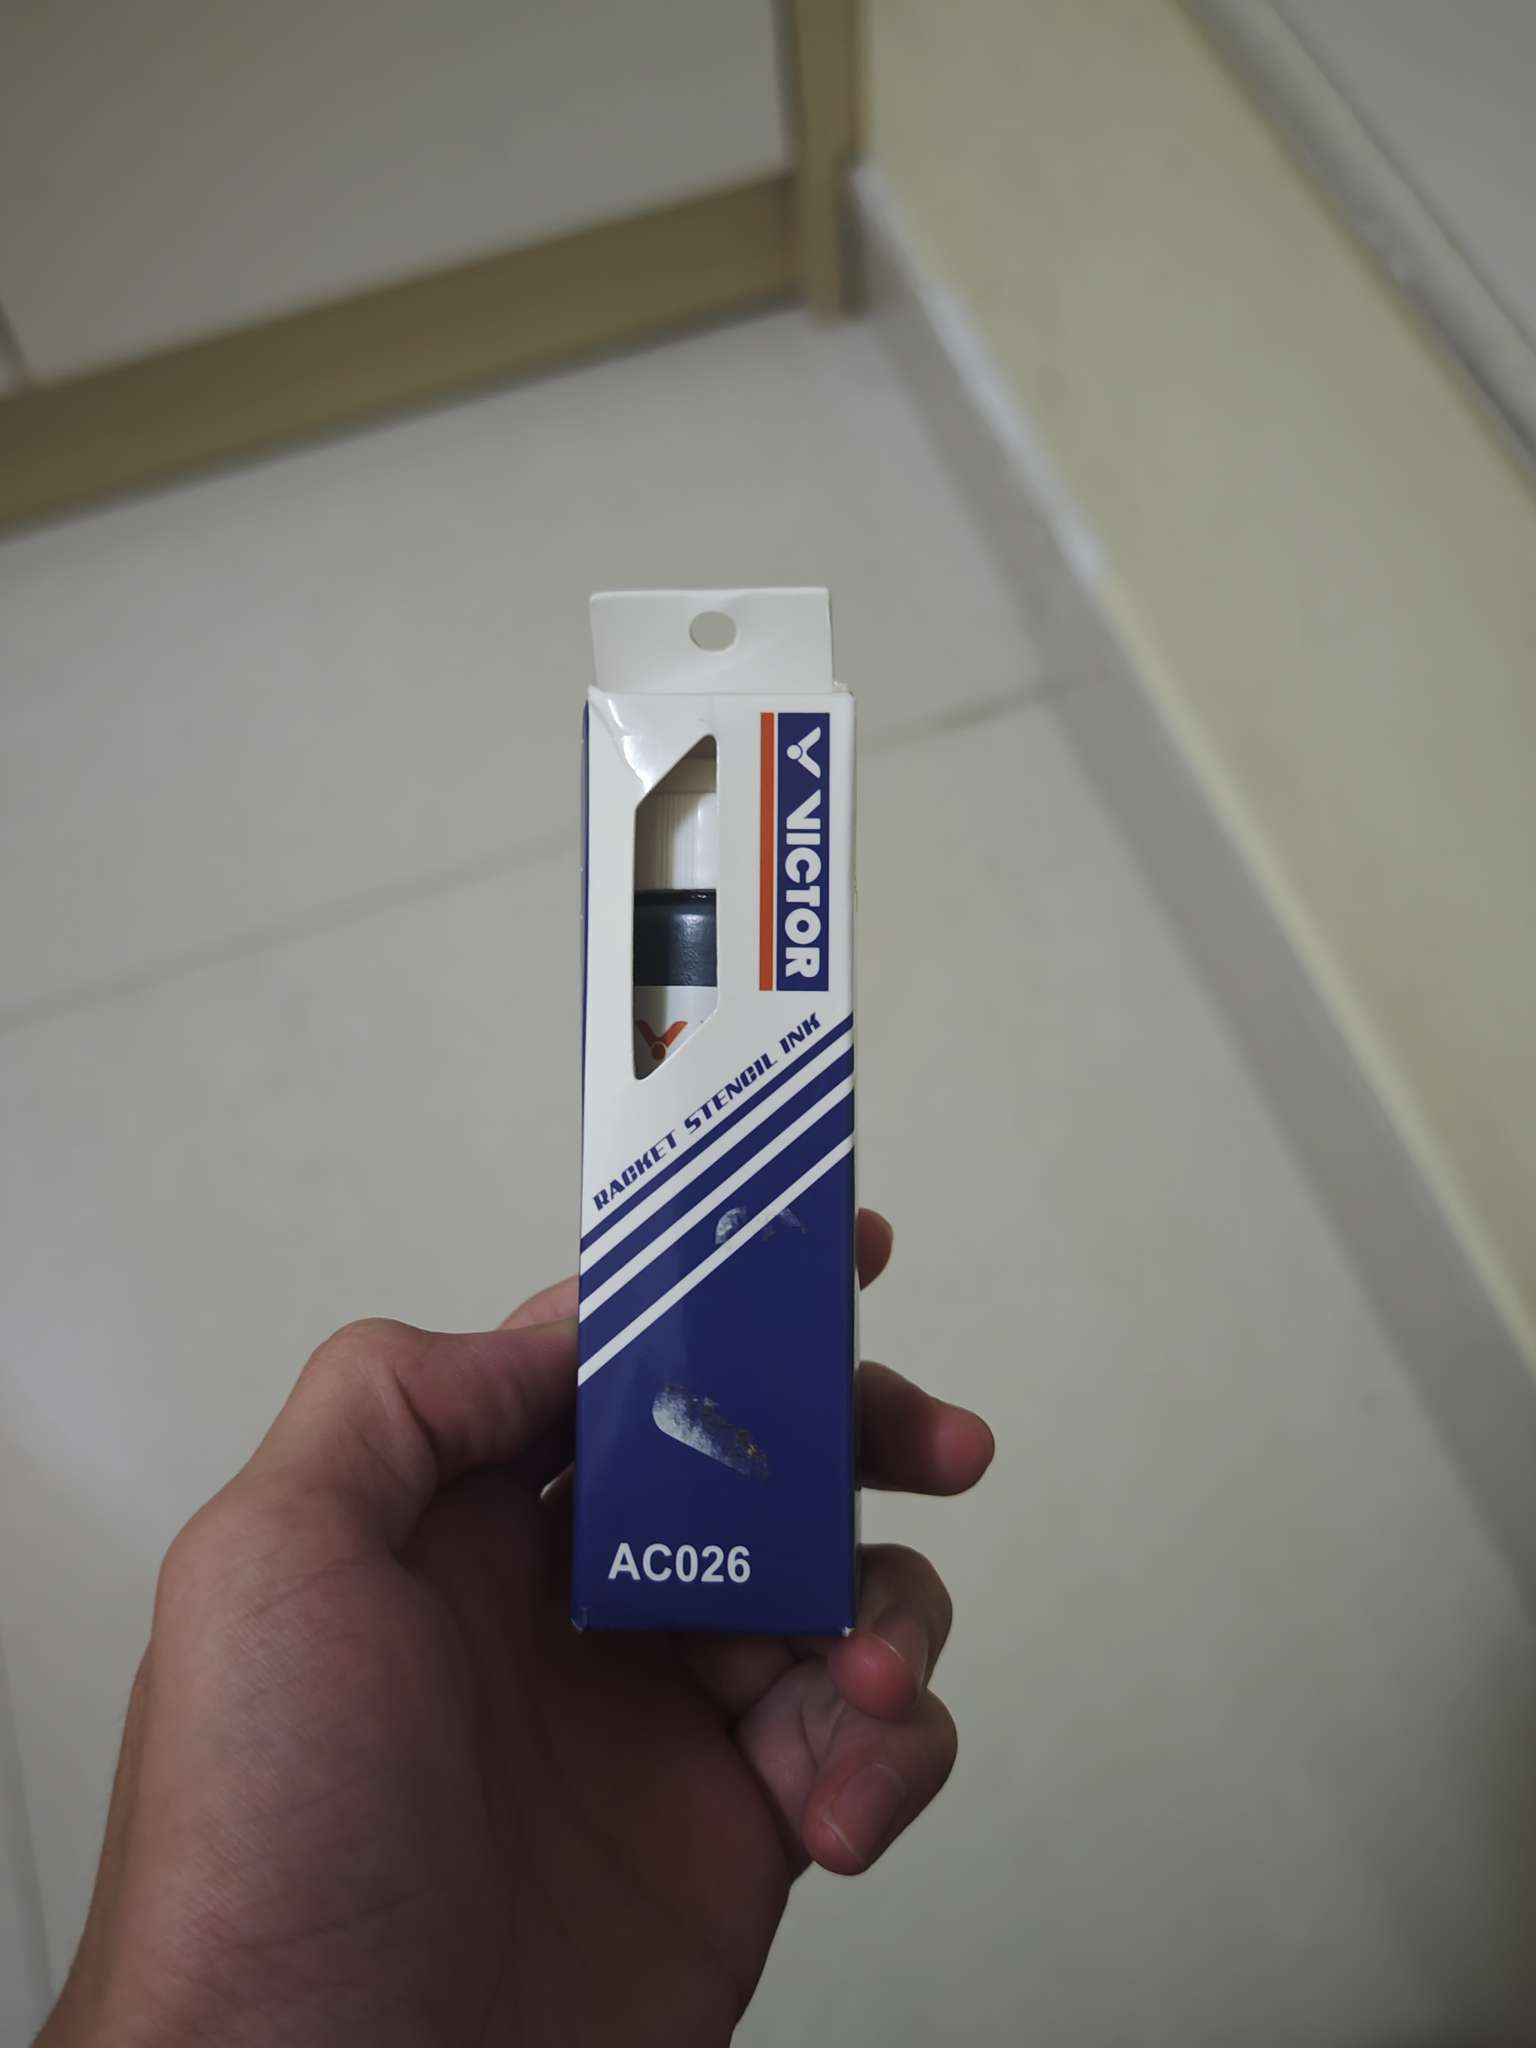 VICTOR
RACKET STENCIL INK
AC026